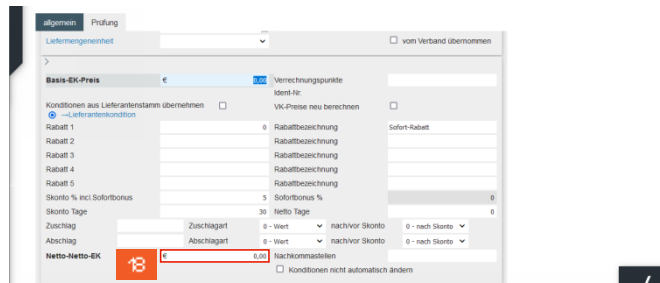 allgemein Prüfung
Liefermengeneinheit vom Verband übernommen
Basis-EK-Preis € 0,00 Verrechnungspunkte
Ident-Nr.
Konditionen aus Lieferantenstamm übernehmen VK-Preise neu berechnen
→Lieferantenkondition
Rabatt 1 0 Rabattbezeichnung Sofort-Rabatt
Rabatt 2 Rabattbezeichnung
Rabatt 3 Rabattbezeichnung
Rabatt 4 Rabattbezeichnung
Rabatt 5 Rabattbezeichnung
Skonto % incl.Sofortbonus 5 Sofortbonus % 0
Skonto Tage 30 Netto Tage 0
Zuschlag Zuschlagart 0 - Wert nach/vor Skonto 0 - nach Skonto
Abschlag Abschlagart 0 - Wert nach/vor Skonto 0 - nach Skonto
Netto-Netto-EK 18 € 0,00 Nachkommastellen
Konditionen nicht automatisch ändern